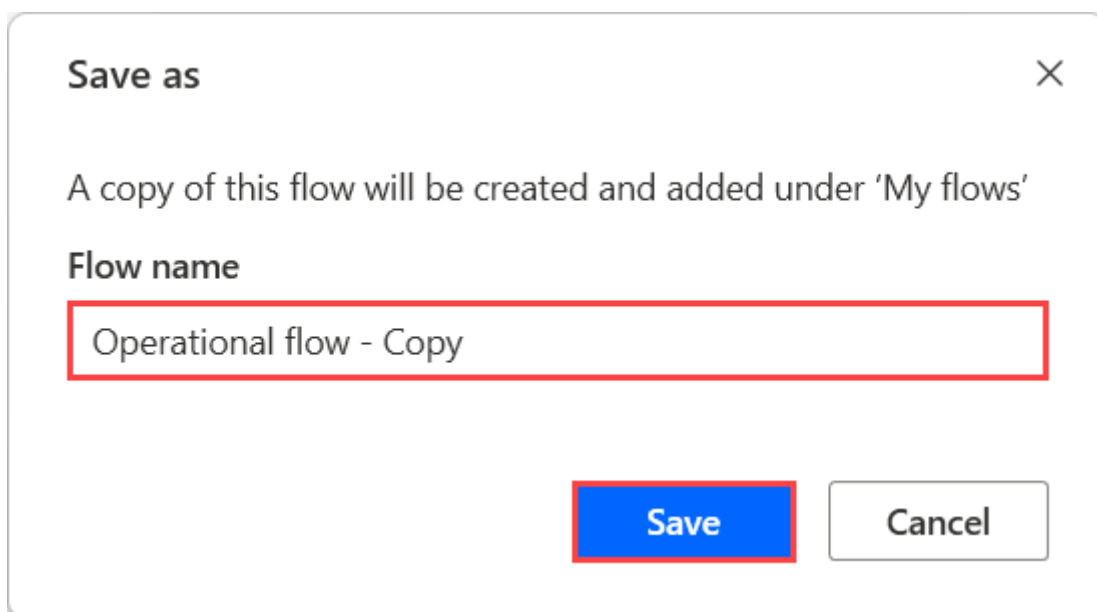 Save as
A copy of this flow will be created and added under ‘My flows’
Flow name
Operational flow - Copy
Save
Cancel